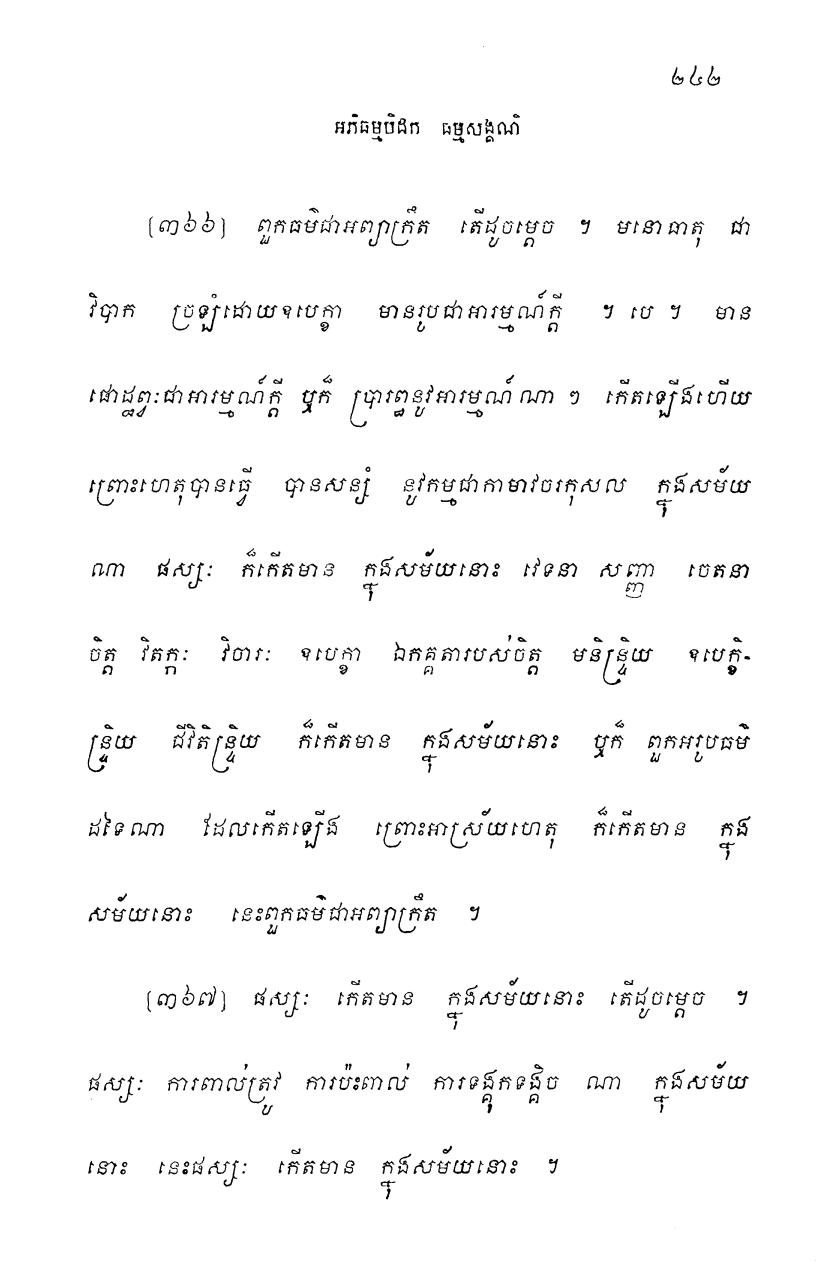 ២៤២
អភិធម្មបិដក ធម្មសង្គណិ
[៣៦៦] ពួកធម៌ជាអព្យាក្រឹត តើដូចម្តេច ។ មនោធាតុ ជា
វិបាក ច្រឡំដោយឧបេក្ខា មានរូបជាអារម្មណ៍ក្តី ។ បេ ។ មាន
ផោដ្ឋព្វៈជាអារម្មណ៍ក្តី ឬក៏ ប្រារព្ធនូវអារម្មណ៍ណា ៗ កើតឡើងហើយ
ព្រោះហេតុបានធ្វើ បានសន្សំ នូវកម្មជាកាមាវចរកុសល ក្នុងសម័យ
ណា ផស្សៈ ក៏កើតមាន ក្នុងសម័យនោះ វេទនា សញ្ញា ចេតនា
ចិត្ត វិតក្កៈ វិចារៈ ឧបេក្ខា ឯកគ្គតារបស់ចិត្ត មនិន្ទ្រិយ ឧបេក្ខិ-
ន្ទ្រិយ ជីវិតិន្ទ្រិយ ក៏កើតមាន ក្នុងសម័យនោះ ឬក៏ ពួកអរូបធម៌
ដទៃណា ដែលកើតឡើង ព្រោះអាស្រ័យហេតុ ក៏កើតមាន ក្នុង
សម័យនោះ នេះពួកធម៌ជាអព្យាក្រឹត ។
[៣៦៧] ផស្សៈ កើតមាន ក្នុងសម័យនោះ តើដូចម្តេច ។
ផស្សៈ ការពាល់ត្រូវ ការប៉ះពាល់ ការទង្គុកទង្គិច ណា ក្នុងសម័យ
នោះ នេះផស្សៈ កើតមាន ក្នុងសម័យនោះ ។